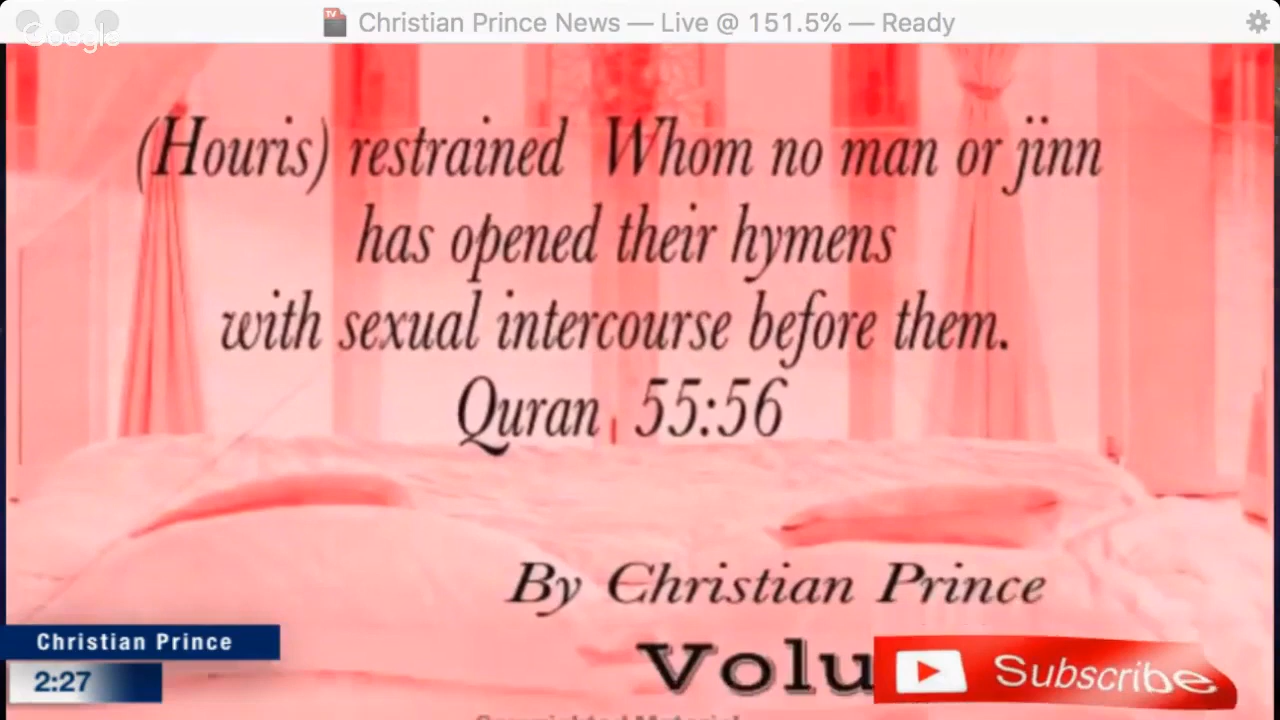 Christian Prince News — Live @ 151.5% — Ready
Google
(Houris) restrained Whom no man or jinn
has opened their hymens
with sexual intercourse before them.
Quran 55:56
By Christian Prince
Volu
Christian Prince
2:27
Subscribe